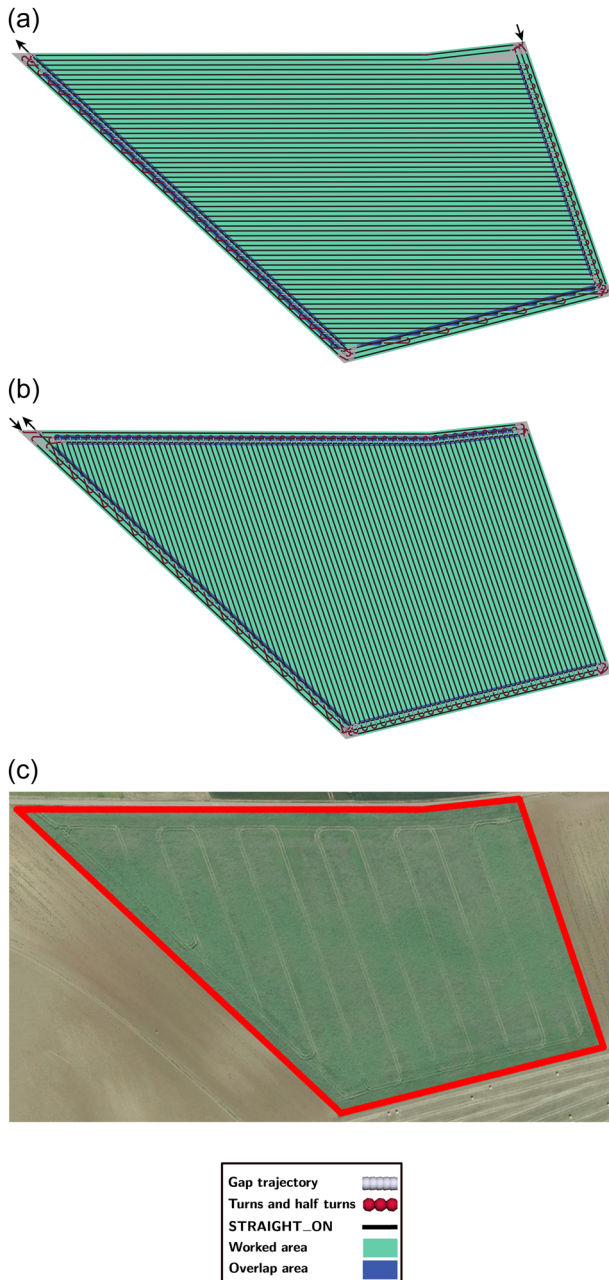 (a)
(b)
(c)
Gap trajectory
Turns and half turns
STRAIGHT_ON
Worked area
Overlap area